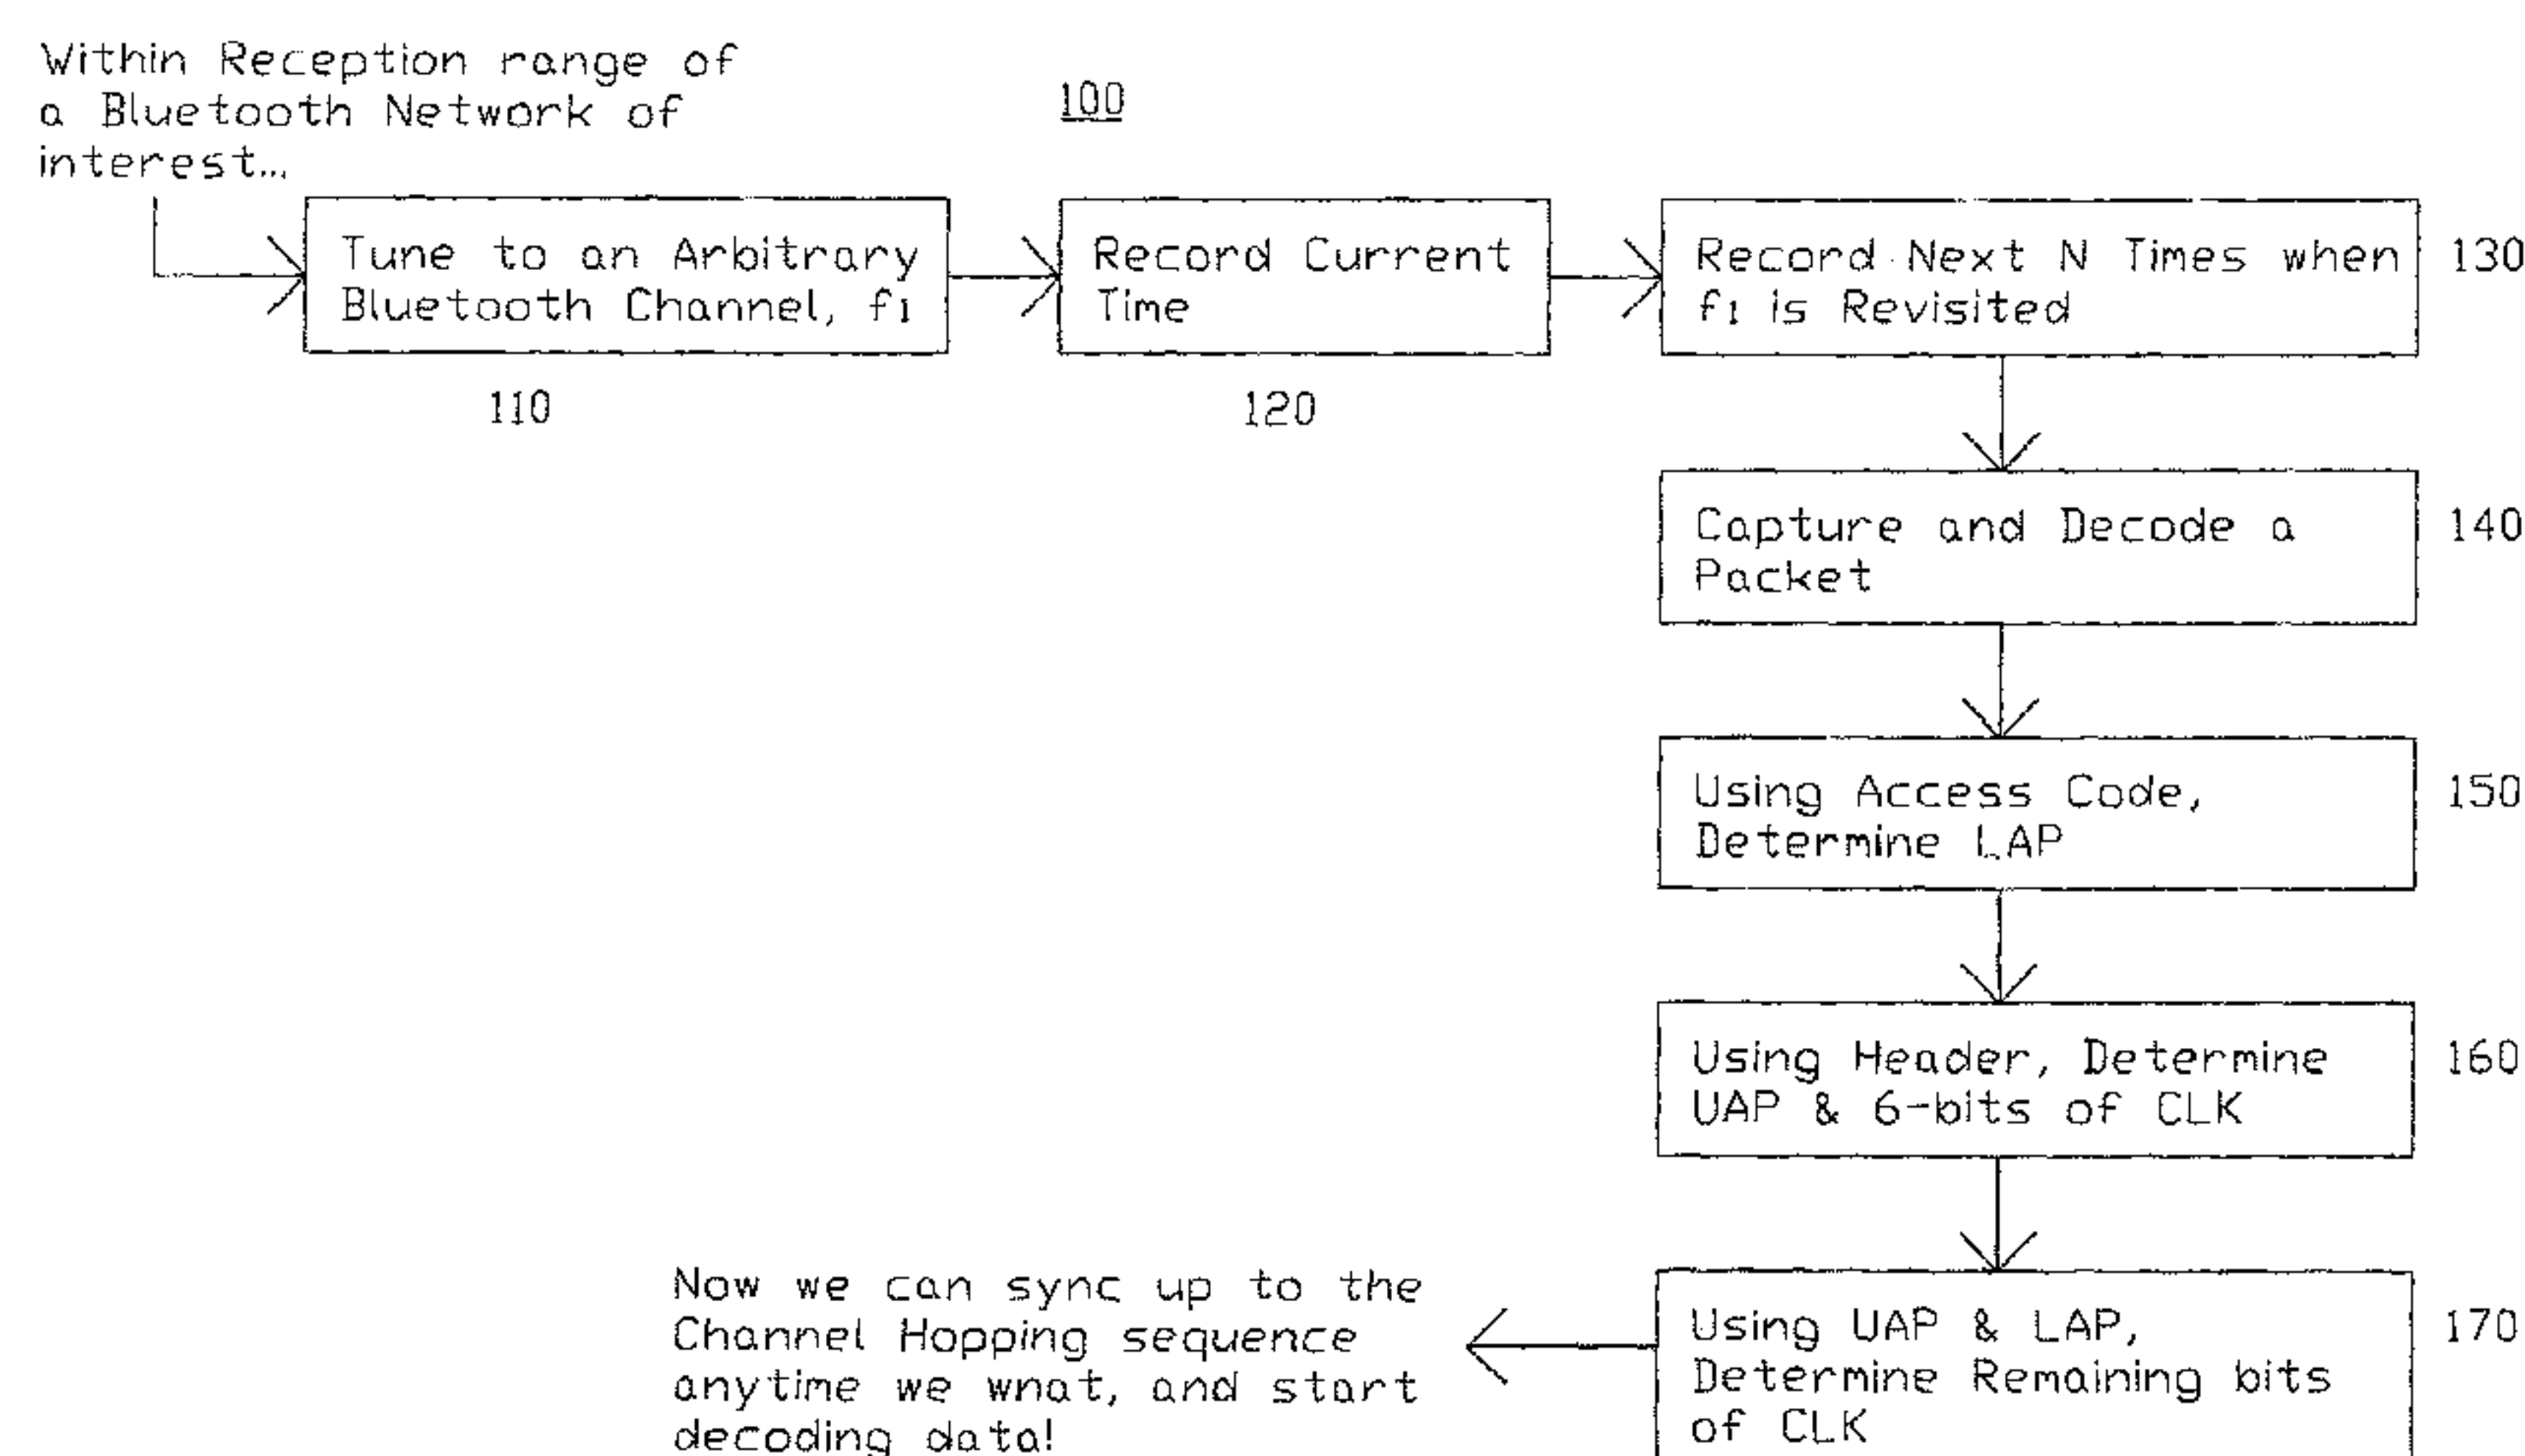 Within Reception range of
a Bluetooth Network of
interest...
100
Tune to an Arbitrary
Bluetooth Channel, f1
110
Record Current
Time
120
Record Next N Times when
f1 is Revisited
130
Capture and Decode a
Packet
140
Using Access Code,
Determine LAP
150
Using Header, Determine
UAP & 6-bits of CLK
160
Using UAP & LAP,
Determine Remaining bits
of CLK
170
Now we can sync up to the
Channel Hopping sequence
anytime we wnat, and start
decoding data!